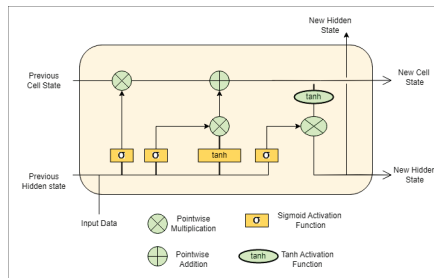 New Hidden
State
Previous
Cell State
New Cell
State
tanh
σ
σ
tanh
σ
Previous
Hidden state
New Hidden
State
Input Data
Pointwise
Multiplication
σ
Sigmoid Activation
Function
Pointwise
Addition
tanh
Tanh Activation
Function